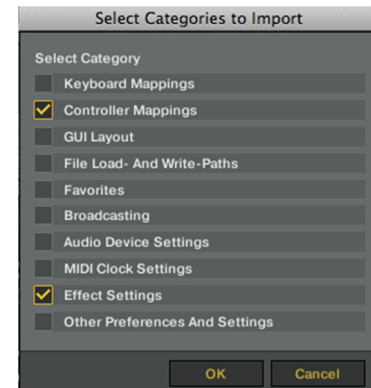 Select Categories to Import
Select Category
Keyboard Mappings
Controller Mappings
GUI Layout
File Load- And Write-Paths
Favorites
Broadcasting
Audio Device Settings
MIDI Clock Settings
Effect Settings
Other Preferences And Settings
OK Cancel